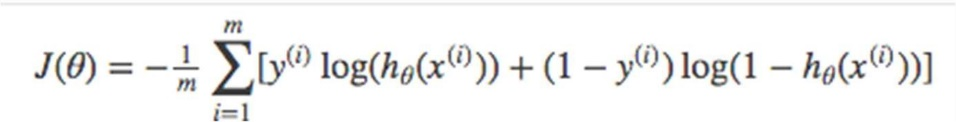 J(θ) = −1/m ∑_{i=1}^{m} [y^{(i)} log(h_θ(x^{(i)})) + (1 − y^{(i)}) log(1 − h_θ(x^{(i)}))]